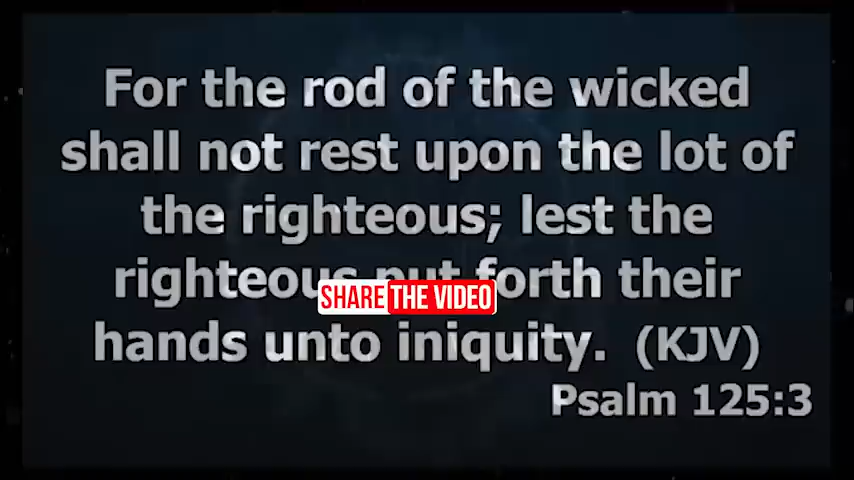 For the rod of the wicked
shall not rest upon the lot of
the righteous; lest the
righteous put forth their
SHARE THE VIDEO
hands unto iniquity. (KJV)
Psalm 125:3